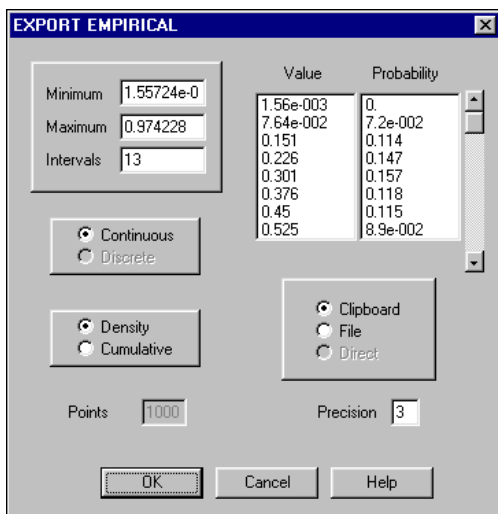 EXPORT EMPIRICAL
Minimum 1.55724e-0
Maximum 0.974228
Intervals 13
Value Probability
1.56e-003 0.
7.64e-002 7.2e-002
0.151 0.114
0.226 0.147
0.301 0.157
0.376 0.118
0.45 0.115
0.525 8.9e-002
Continuous
Discrete
Density
Cumulative
Clipboard
File
Direct
Points 1000
Precision 3
OK Cancel Help